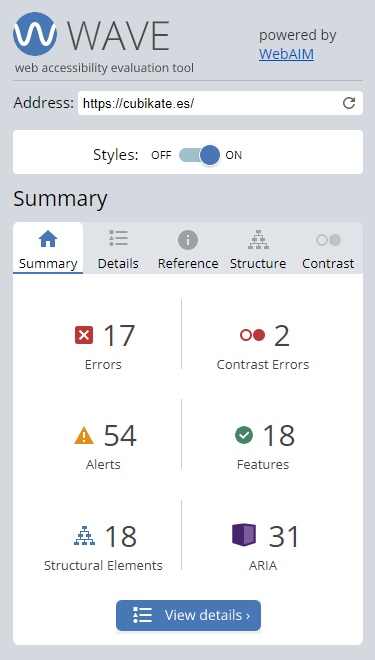 WAVE
web accessibility evaluation tool
powered by
WebAIM
Address: https://cubikate.es/
Styles: OFF ON
Summary
Summary Details Reference Structure Contrast
17 2
Errors Contrast Errors
54 18
Alerts Features
18 31
Structural Elements ARIA
View details ›